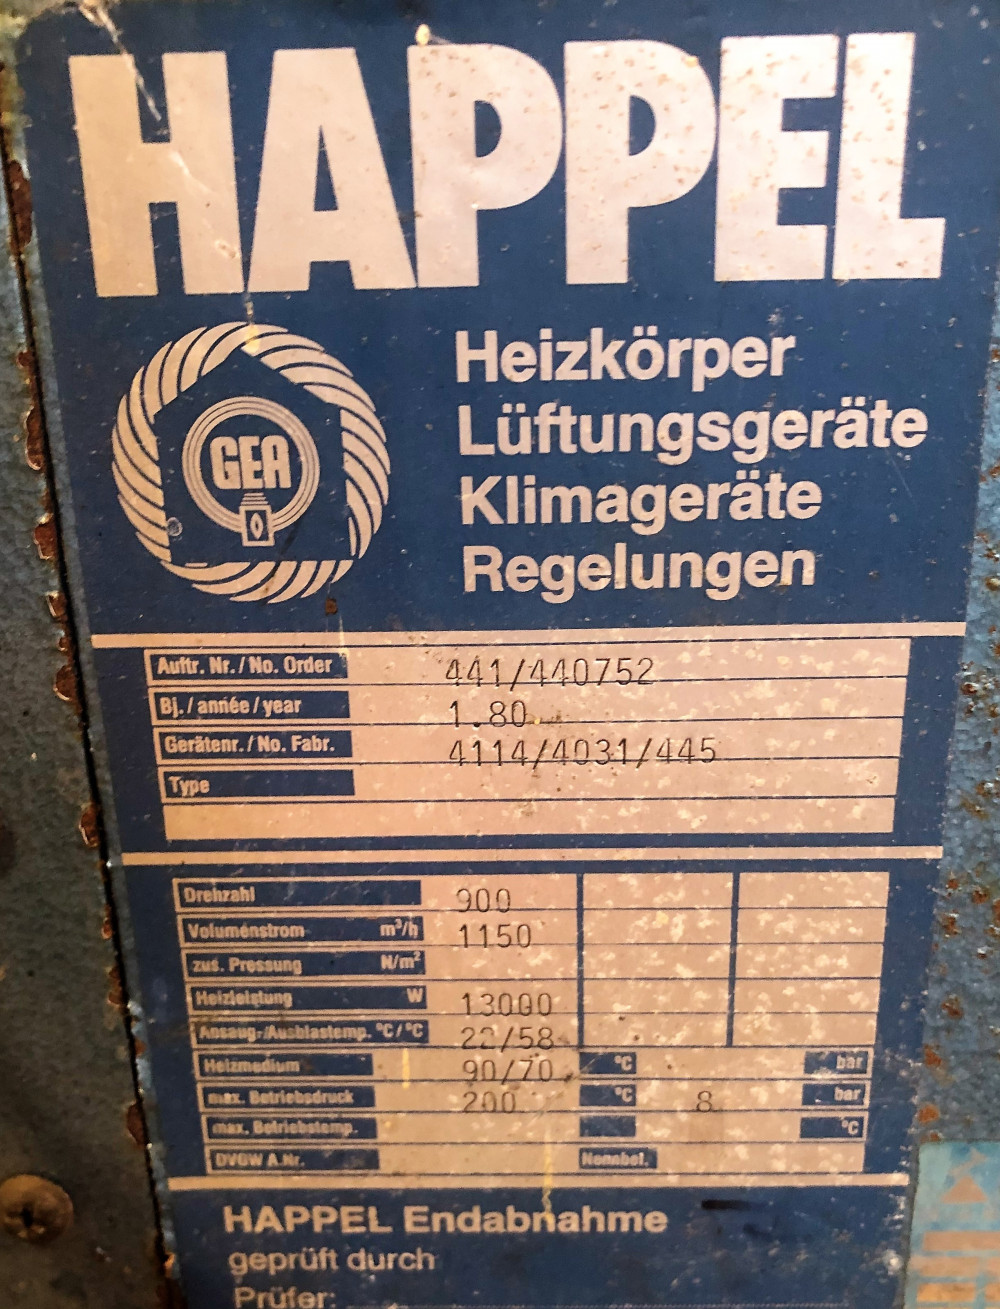 HAPPEL
GEA
Heizkörper
Lüftungsgeräte
Klimageräte
Regelungen
Auftr. Nr./No. Order 441/440752
Bj./année/year 1.80
Gerätenr./No. Fabr. 4114/4031/445
Type
Drehzahl 900
Volumenstrom m³/h 1150
zus. Pressung N/m²
Heizleistung W 13000
Ansaug-/Ausblastemp. °C/°C 22/58
Heizmedium 90/70 °C bar
max. Betriebsdruck 200 °C 8 bar
max. Betriebstemp. °C
DVGW A.Nr. Nennbel.
HAPPEL Endabnahme
geprüft durch
Prüfer: